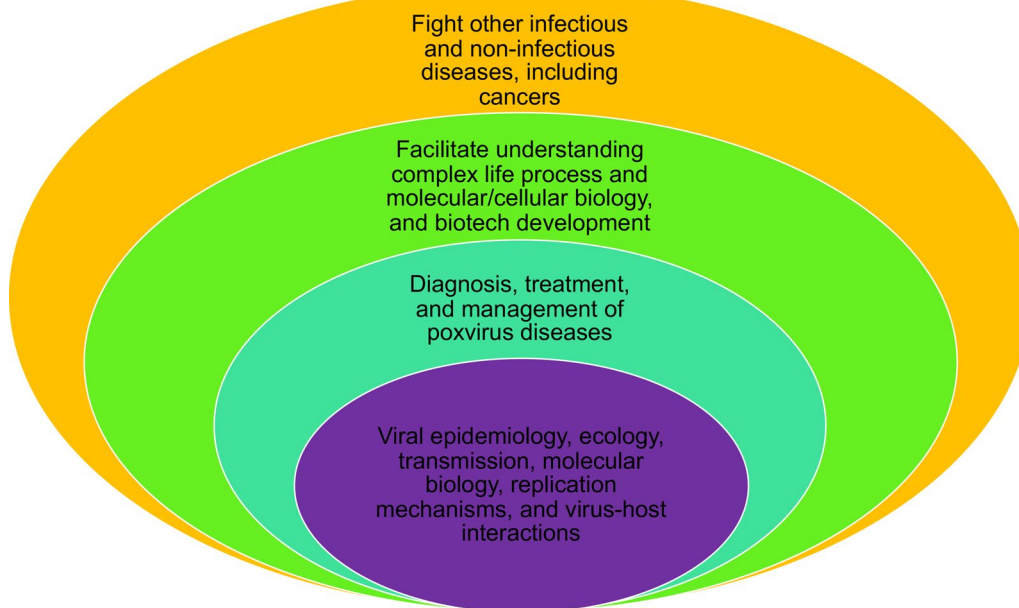 Fight other infectious
and non-infectious
diseases, including
cancers
Facilitate understanding
complex life process and
molecular/cellular biology,
and biotech development
Diagnosis, treatment,
and management of
poxvirus diseases
Viral epidemiology, ecology,
transmission, molecular
biology, replication
mechanisms, and virus-host
interactions